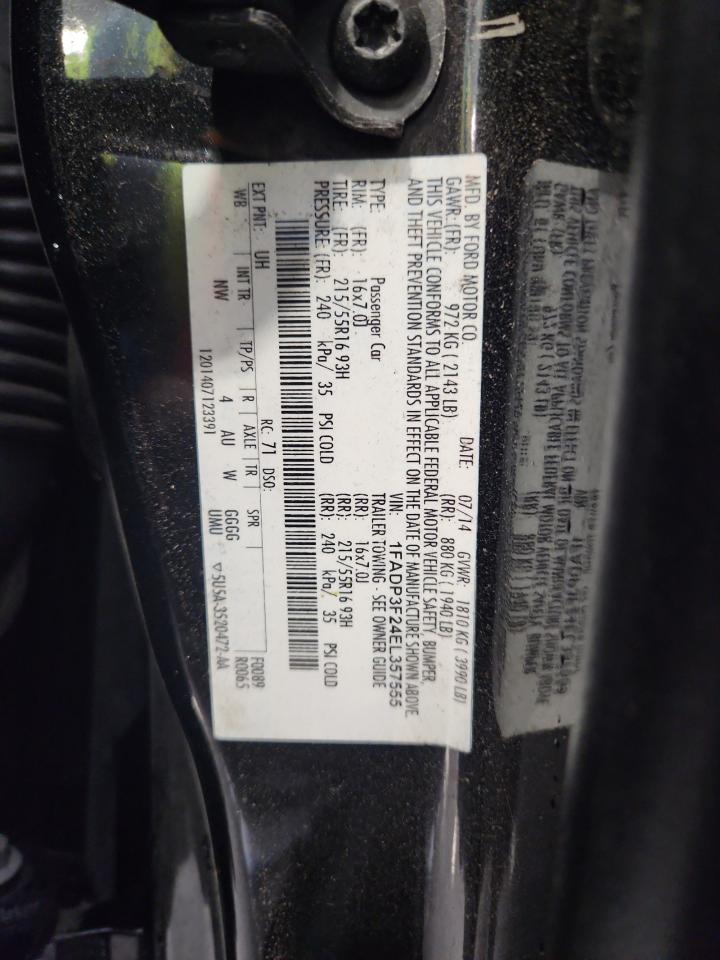 MFD. BY FORD MOTOR CO.
DATE: 07/14 GVWR: 1810 KG ( 3990 LB)
GAWR: (FR): 972 KG ( 2143 LB) (RR): 880 KG ( 1940 LB)
THIS VEHICLE CONFORMS TO ALL APPLICABLE FEDERAL MOTOR VEHICLE SAFETY, BUMPER,
AND THEFT PREVENTION STANDARDS IN EFFECT ON THE DATE OF MANUFACTURE SHOWN ABOVE.
VIN: 1FADP3F24EL357555
TYPE: Passenger Car TRAILER TOWING - SEE OWNER GUIDE
RIM: (FR): 16x7.0J (RR): 16x7.0J
TIRE: (FR): 215/55R16 93H (RR): 215/55R16 93H
PRESSURE: (FR): 240 kPa/ 35 PSI COLD (RR): 240 kPa/ 35 PSI COLD
EXT PNT: UH RC: 71 DSO: F0089
WB INT TR TP/PS R AXLE TR SPR R0065
NW 4 AU W GGGG
UMU
1201407123391 5U5A-3520472-AA